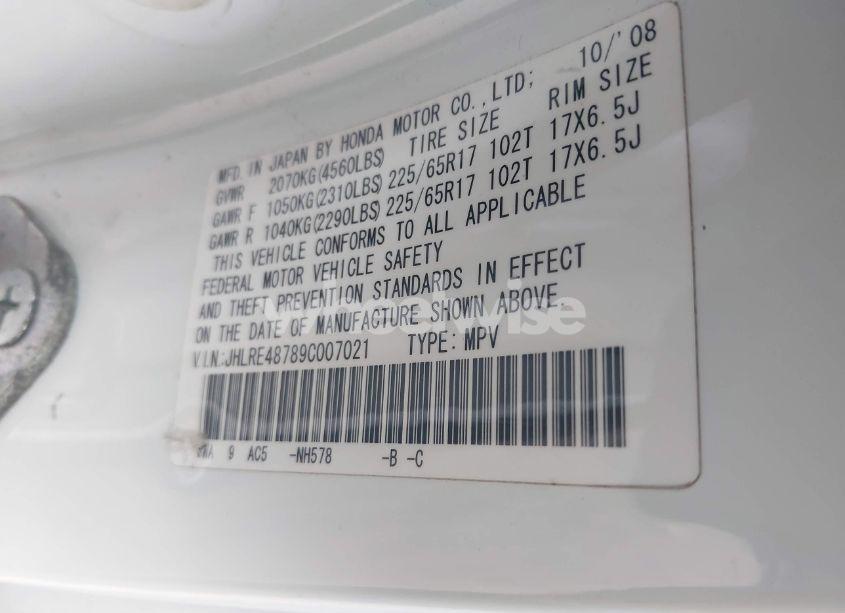 MFD. IN JAPAN BY HONDA MOTOR CO.,LTD; 10/'08
GVWR 2070KG(4560LBS) TIRE SIZE RIM SIZE
GAWR F 1050KG(2310LBS) 225/65R17 102T 17X6.5J
GAWR R 1040KG(2290LBS) 225/65R17 102T 17X6.5J
THIS VEHICLE CONFORMS TO ALL APPLICABLE
FEDERAL MOTOR VEHICLE SAFETY
AND THEFT PREVENTION STANDARDS IN EFFECT
ON THE DATE OF MANUFACTURE SHOWN ABOVE.
V.I.N.:JHLRE48789C007021 TYPE: MPV
9 AC5 -NH578 -B -C